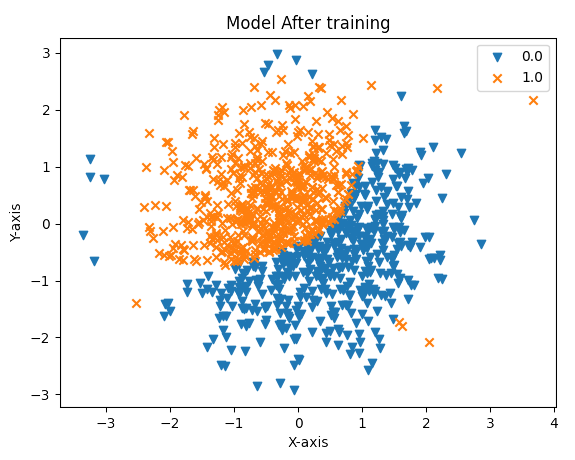 Model After training
0.0
1.0
3
2
1
0
−1
−2
−3
Y-axis
−3 −2 −1 0 1 2 3 4
X-axis